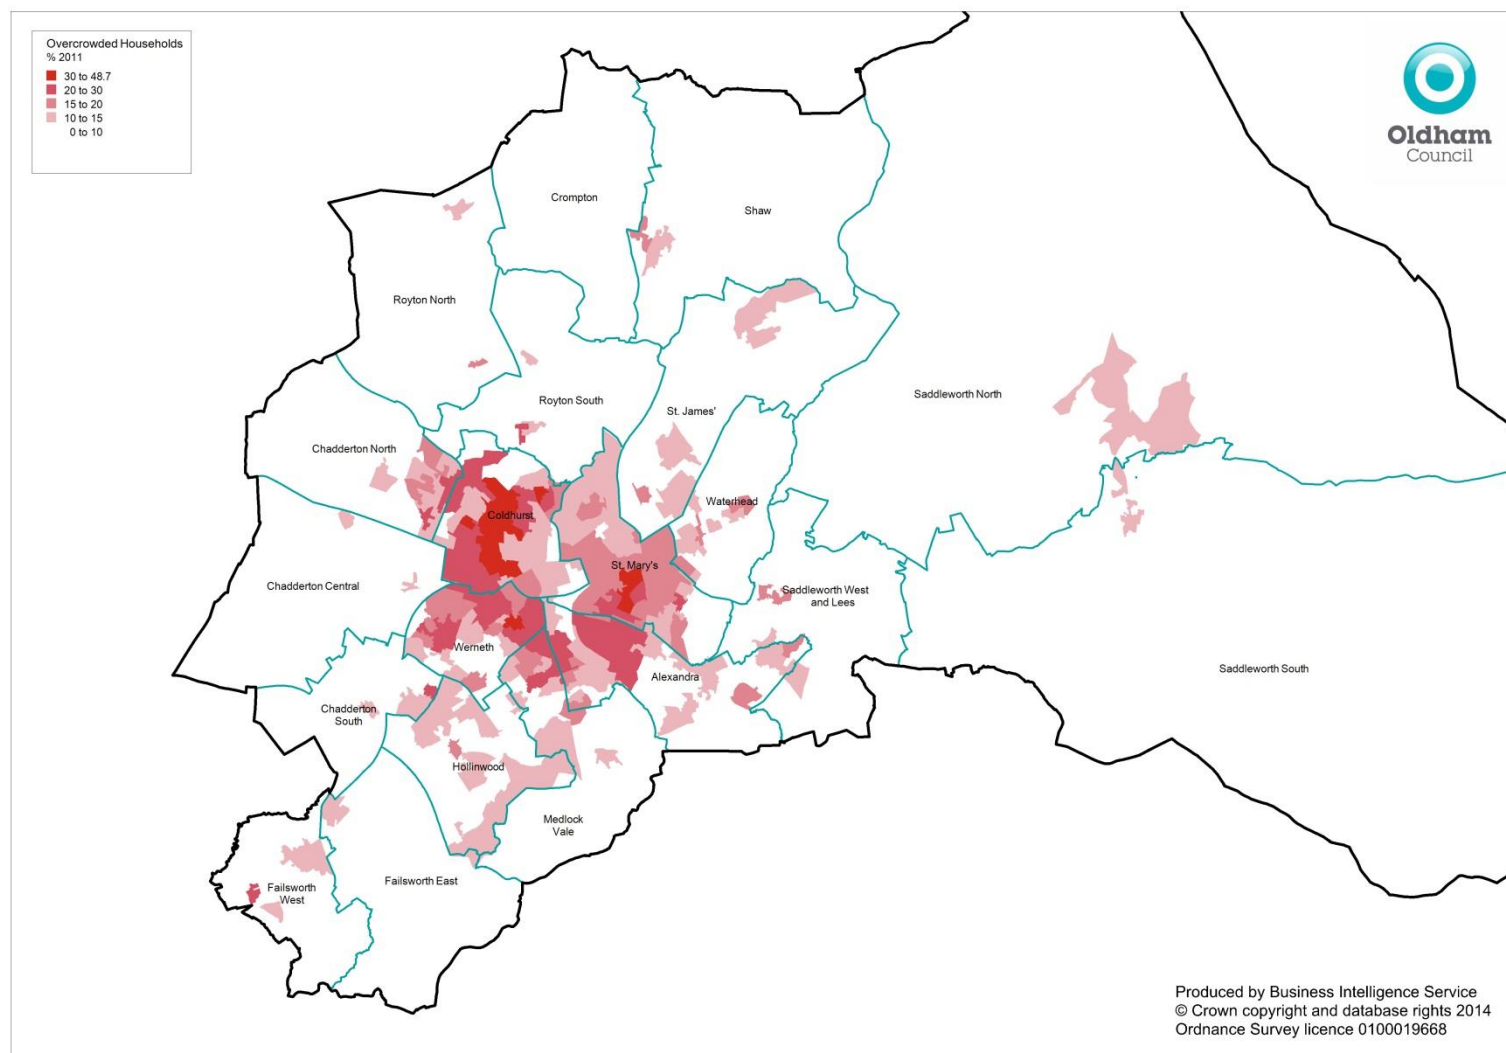 Overcrowded Households
% 2011
30 to 48.7
20 to 30
15 to 20
10 to 15
0 to 10
Oldham
Council
Crompton
Shaw
Royton North
Royton South
St. James'
Saddleworth North
Chadderton North
Waterhead
Coldhurst
St. Mary's
Chadderton Central
Saddleworth West
and Lees
Werneth
Alexandra
Saddleworth South
Chadderton
South
Hollinwood
Medlock
Vale
Failsworth East
Failsworth
West
Produced by Business Intelligence Service
© Crown copyright and database rights 2014
Ordnance Survey licence 0100019668